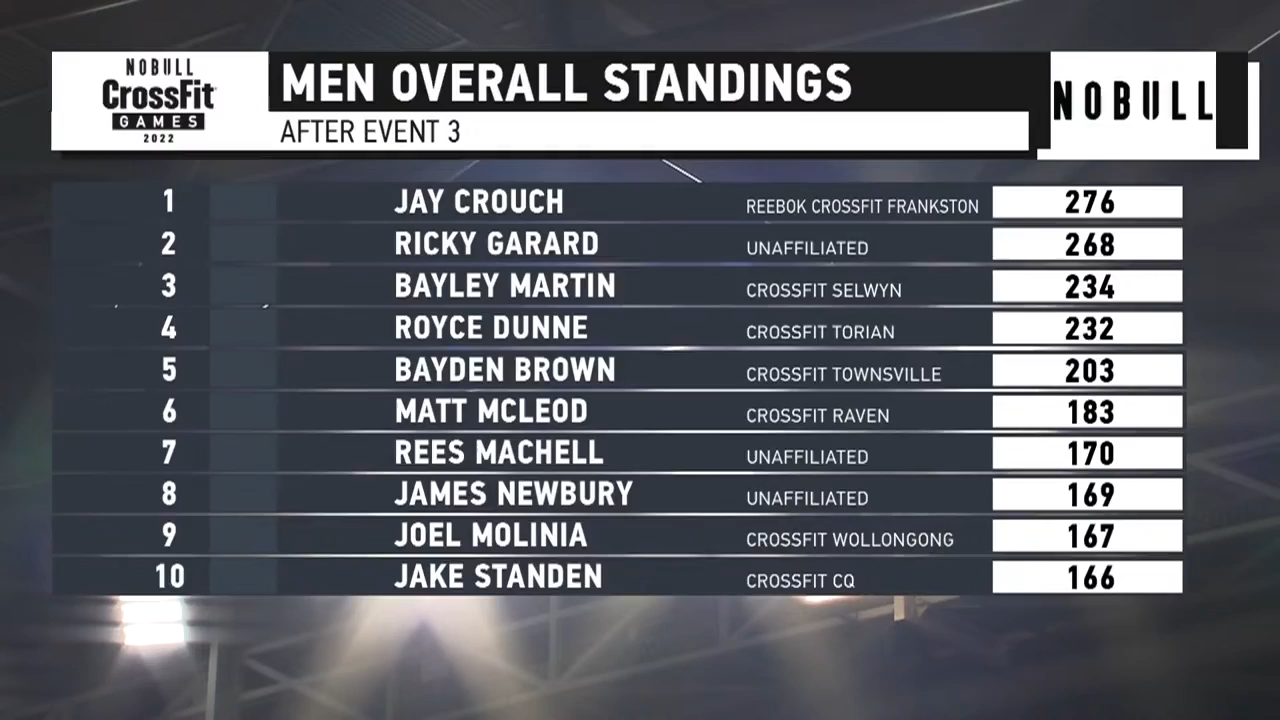 NOBULL
CrossFit
GAMES
2022
MEN OVERALL STANDINGS
AFTER EVENT 3
NOBULL
1 JAY CROUCH REEBOK CROSSFIT FRANKSTON 276
2 RICKY GARARD UNAFFILIATED 268
3 BAYLEY MARTIN CROSSFIT SELWYN 234
4 ROYCE DUNNE CROSSFIT TORIAN 232
5 BAYDEN BROWN CROSSFIT TOWNSVILLE 203
6 MATT MCLEOD CROSSFIT RAVEN 183
7 REES MACHELL UNAFFILIATED 170
8 JAMES NEWBURY UNAFFILIATED 169
9 JOEL MOLINIA CROSSFIT WOLLONGONG 167
10 JAKE STANDEN CROSSFIT CQ 166